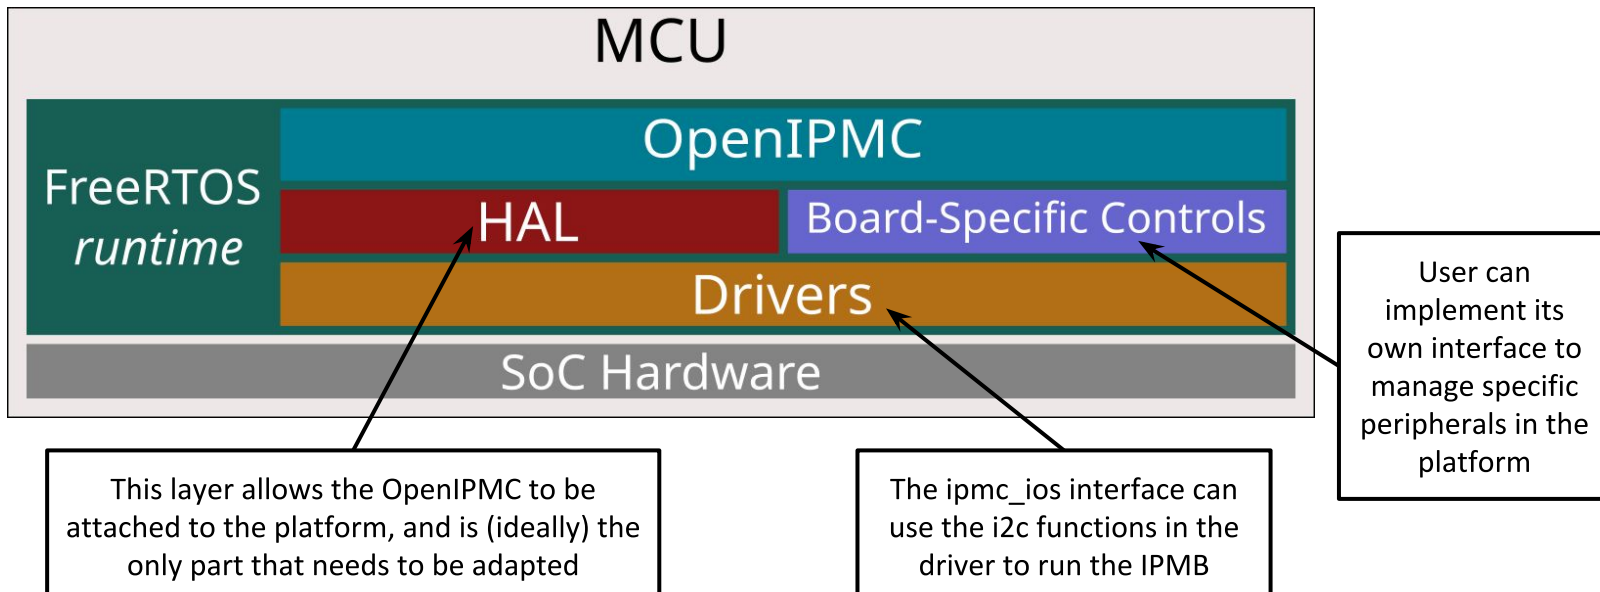 MCU
FreeRTOS
runtime
OpenIPMC
HAL
Board-Specific Controls
Drivers
SoC Hardware
User can
implement its
own interface to
manage specific
peripherals in the
platform
This layer allows the OpenIPMC to be
attached to the platform, and is (ideally) the
only part that needs to be adapted
The ipmc_ios interface can
use the i2c functions in the
driver to run the IPMB